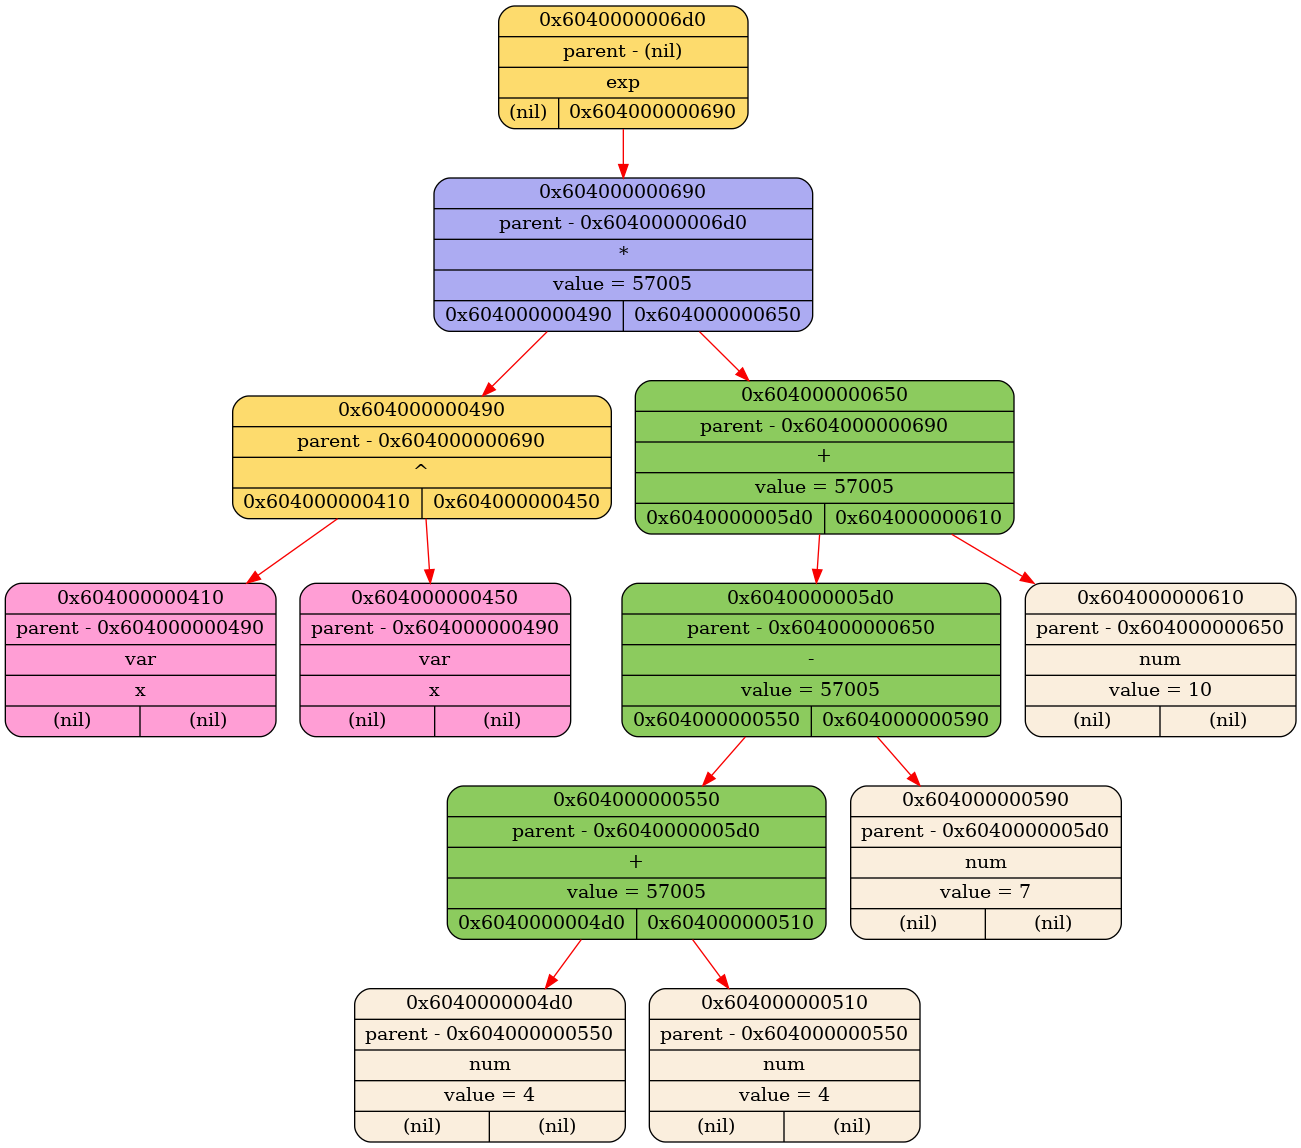 0x6040000006d0
parent - (nil)
exp
(nil) 0x604000000690
0x604000000690
parent - 0x6040000006d0
*
value = 57005
0x604000000490 0x604000000650
0x604000000490
parent - 0x604000000690
^
0x604000000410 0x604000000450
0x604000000650
parent - 0x604000000690
+
value = 57005
0x6040000005d0 0x604000000610
0x604000000410
parent - 0x604000000490
var
x
(nil) (nil)
0x604000000450
parent - 0x604000000490
var
x
(nil) (nil)
0x6040000005d0
parent - 0x604000000650
-
value = 57005
0x604000000550 0x604000000590
0x604000000610
parent - 0x604000000650
num
value = 10
(nil) (nil)
0x604000000550
parent - 0x6040000005d0
+
value = 57005
0x6040000004d0 0x604000000510
0x604000000590
parent - 0x6040000005d0
num
value = 7
(nil) (nil)
0x6040000004d0
parent - 0x604000000550
num
value = 4
(nil) (nil)
0x604000000510
parent - 0x604000000550
num
value = 4
(nil) (nil)